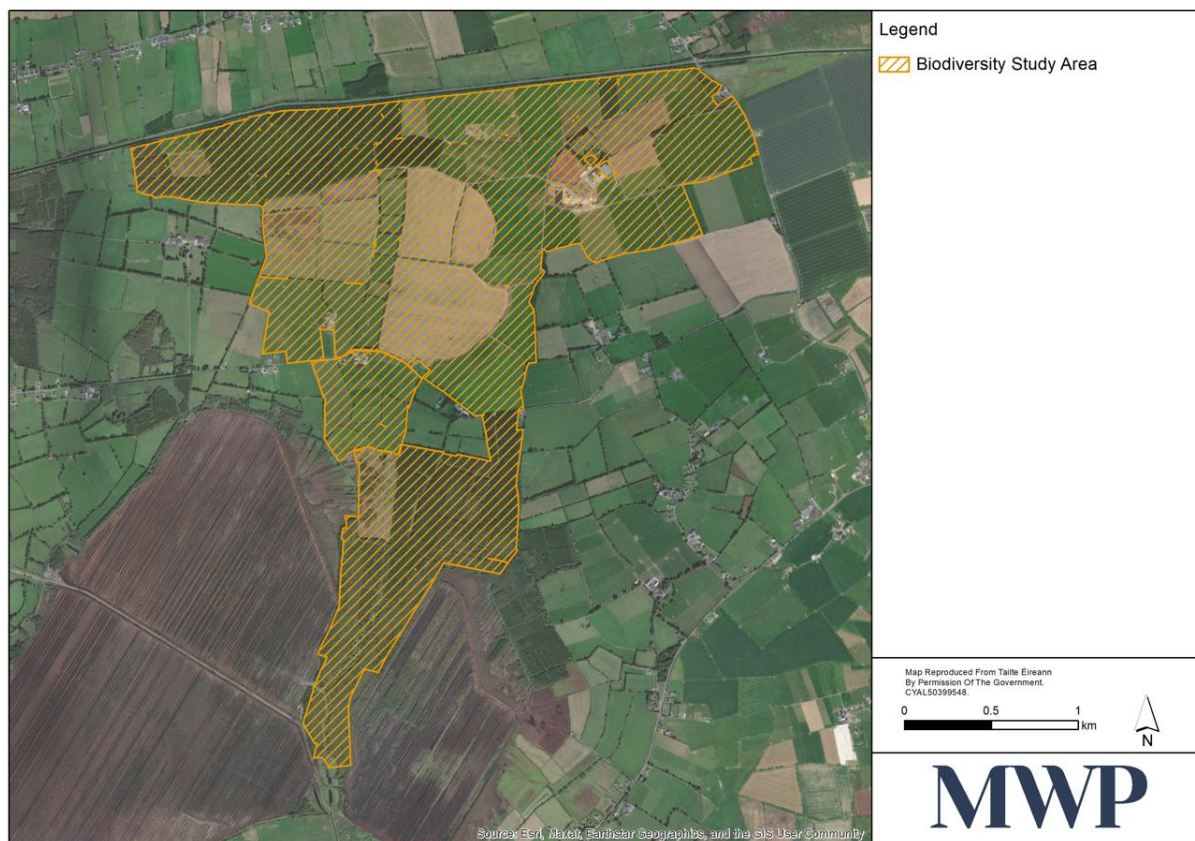 Legend
Biodiversity Study Area
Map Reproduced From Tailte Éireann
By Permission Of The Government.
CYAL50399548.
0 0.5 1
km
N
MWP
Source: Esri, Maxar, Earthstar Geographics, and the GIS User Community